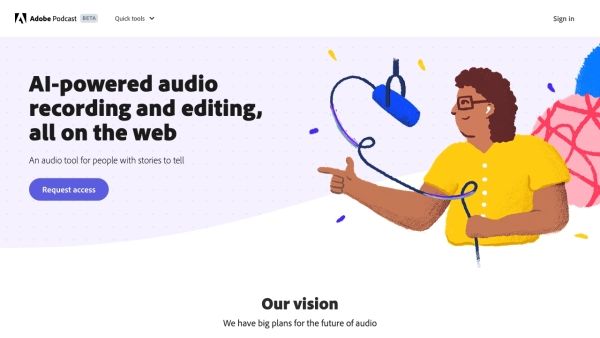 Adobe Podcast BETA Quick tools Sign in
AI-powered audio
recording and editing,
all on the web
An audio tool for people with stories to tell
Request access
Our vision
We have big plans for the future of audio